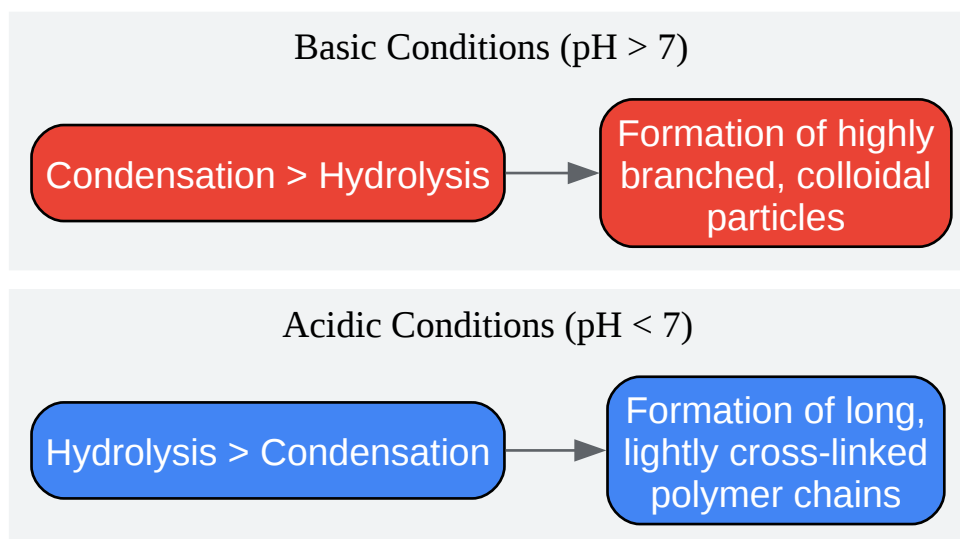 Basic Conditions (pH > 7)
Condensation > Hydrolysis
Formation of highly
branched, colloidal
particles
Acidic Conditions (pH < 7)
Hydrolysis > Condensation
Formation of long,
lightly cross-linked
polymer chains